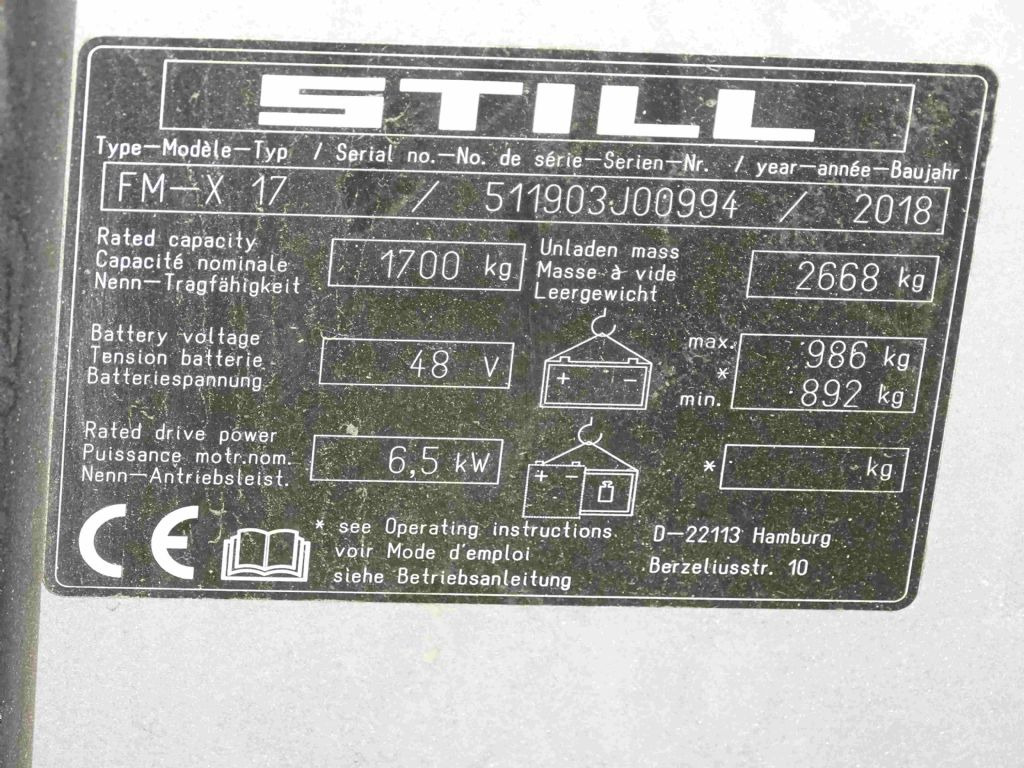 STILL
Type-Modèle-Typ / Serial no.-No. de série-Serien-Nr. / year-année-Baujahr
FM-X 17 / 511903J00994 / 2018
Rated capacity
Capacité nominale
Nenn-Tragfähigkeit
1700 kg
Unladen mass
Masse à vide
Leergewicht
2668 kg
Battery voltage
Tension batterie
Batteriespannung
48 V
+ -
max. 986 kg
*
min. 892 kg
Rated drive power
Puissance motr.nom.
Nenn-Antriebsleist.
6,5 kW
+ -
* kg
CE
* see Operating instructions
voir Mode d'emploi
siehe Betriebsanleitung
D-22113 Hamburg
Berzeliusstr. 10